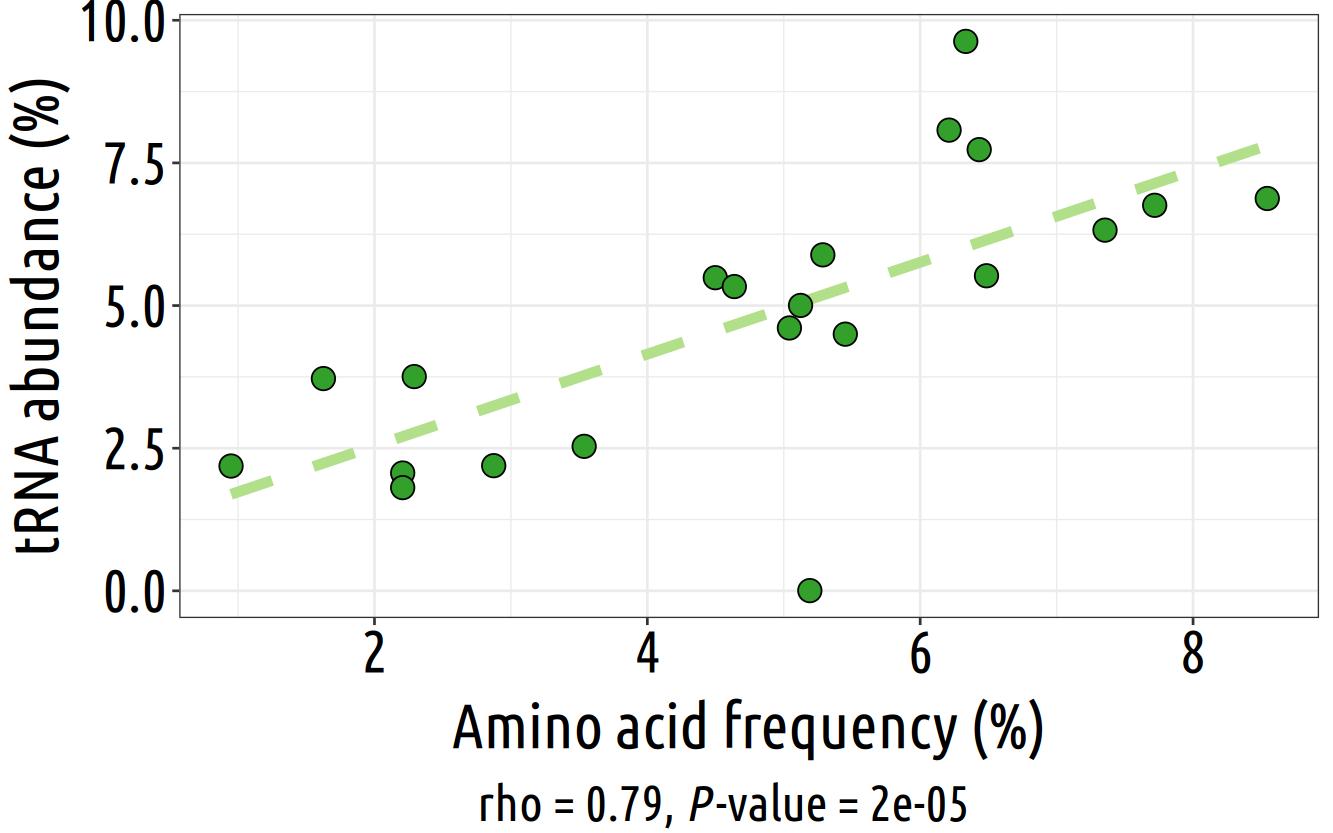 tRNA abundance (%)
10.0
7.5
5.0
2.5
0.0
2 4 6 8
Amino acid frequency (%)
rho = 0.79, P-value = 2e-05